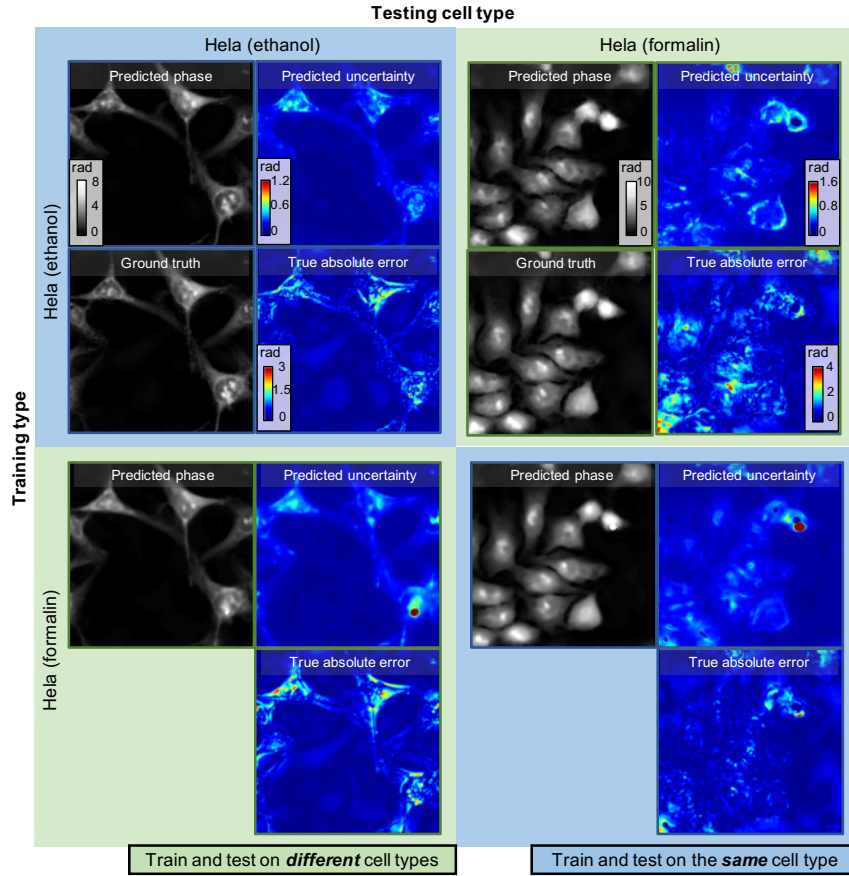 Testing cell type
Hela (ethanol)
Hela (formalin)
Training type
Hela (ethanol)
Predicted phase
Predicted uncertainty
Predicted phase
Predicted uncertainty
rad
8
4
0
rad
1.2
0.6
0
rad
10
5
0
rad
1.6
0.8
0
Ground truth
True absolute error
Ground truth
True absolute error
rad
3
1.5
0
rad
4
2
0
Hela (formalin)
Predicted phase
Predicted uncertainty
Predicted phase
Predicted uncertainty
True absolute error
True absolute error
Train and test on different cell types
Train and test on the same cell type